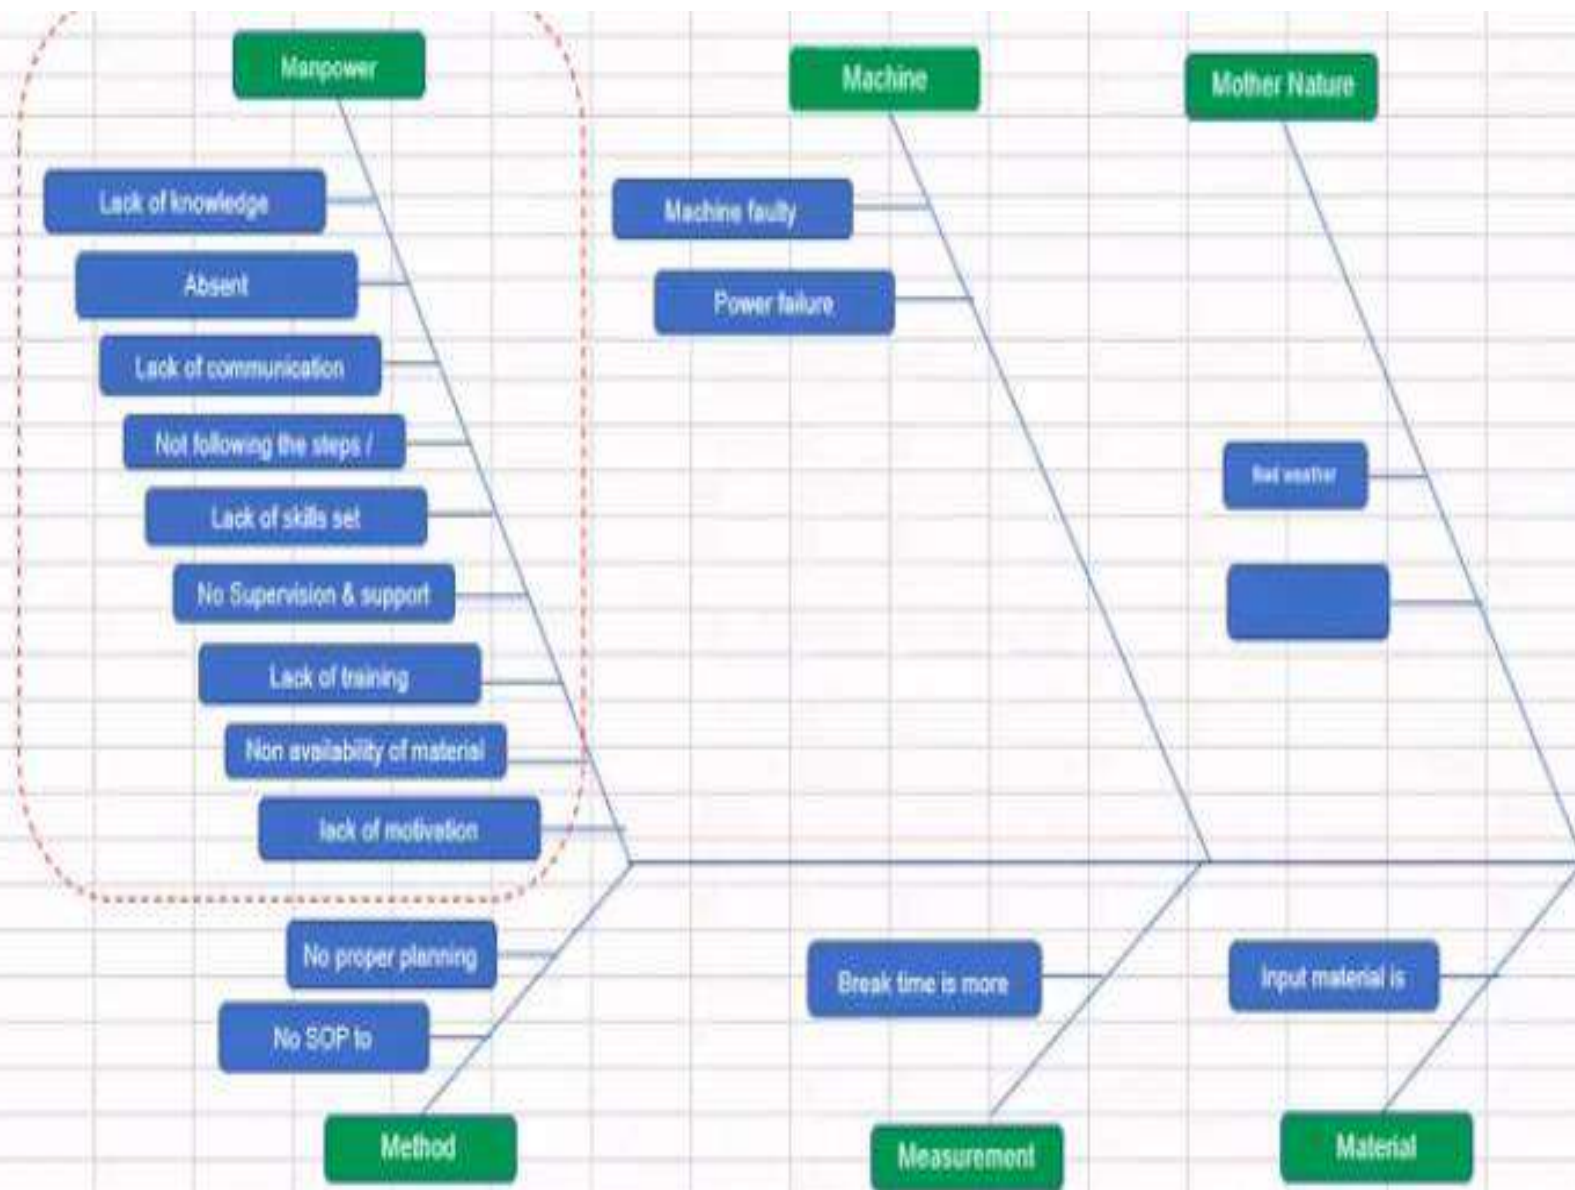 Manpower
Machine
Mother Nature
Lack of knowledge
Absent
Lack of communication
Not following the steps /
Lack of skills set
No Supervision & support
Lack of training
Non availability of material
lack of motivation
Machine faulty
Power failure
Bad weather
No proper planning
No SOP to
Method
Break time is more
Measurement
Input material is
Material